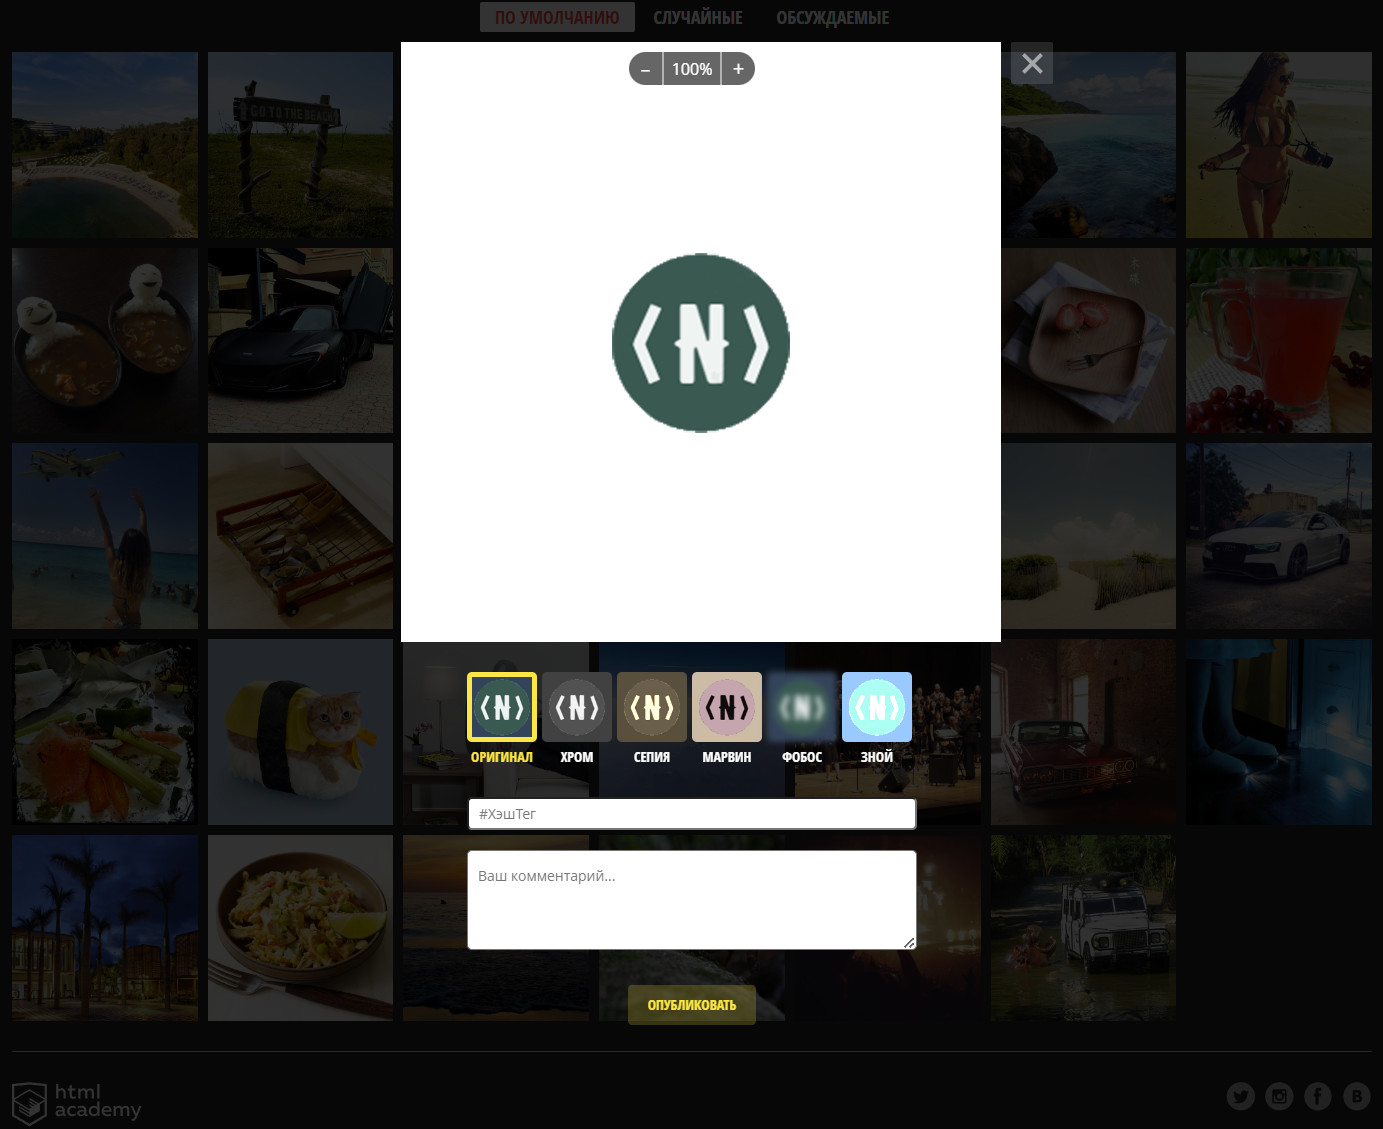 ПО УМОЛЧАНИЮ СЛУЧАЙНЫЕ ОБСУЖДАЕМЫЕ
– 100% +
GO TO THE BEACH
⟨N⟩
⟨N⟩ ⟨N⟩ ⟨N⟩ ⟨N⟩ ⟨N⟩ ⟨N⟩
ОРИГИНАЛ ХРОМ СЕПИЯ МАРВИН ФОБОС ЗНОЙ
#ХэшТег
Ваш комментарий...
ОПУБЛИКОВАТЬ
html
academy